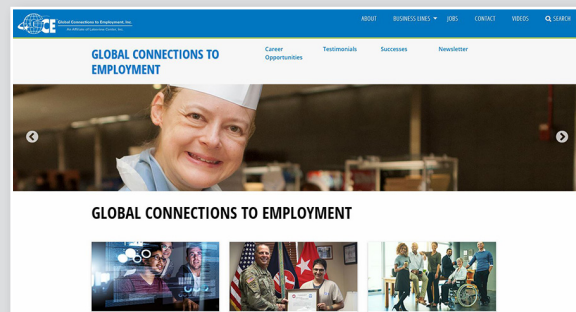 GCE
Global Connections to Employment, Inc.
An Affiliate of Lakeview Center, Inc.
ABOUT
BUSINESS LINES
JOBS
CONTACT
VIDEOS
SEARCH
GLOBAL CONNECTIONS TO
EMPLOYMENT
Career
Opportunities
Testimonials
Successes
Newsletter
GLOBAL CONNECTIONS TO EMPLOYMENT